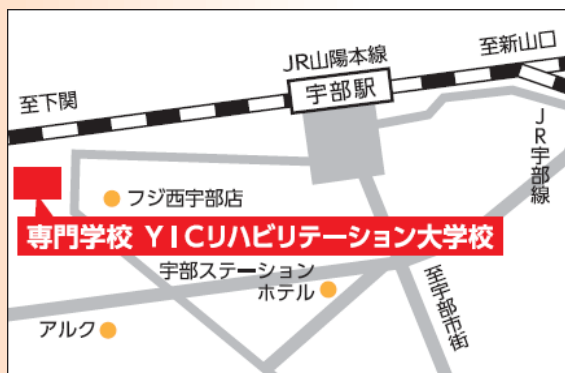 JR山陽本線
至新山口
宇部駅
至下関
JR宇部線
フジ西宇部店
専門学校 YICリハビリテーション大学校
宇部ステーション
ホテル
至宇部市街
アルク